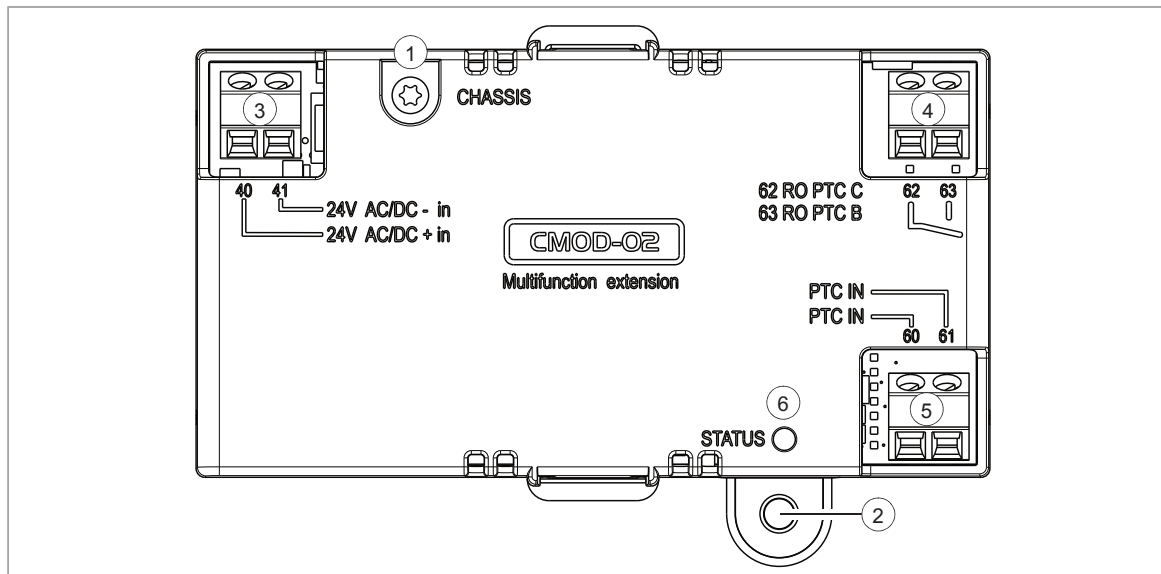 1
CHASSIS
3
4
40 41
24V AC/DC - in
24V AC/DC + in
62 RO PTC C
63 RO PTC B
62 63
CMOD-02
Multifunction extension
PTC IN
PTC IN
60 61
5
6
STATUS
2